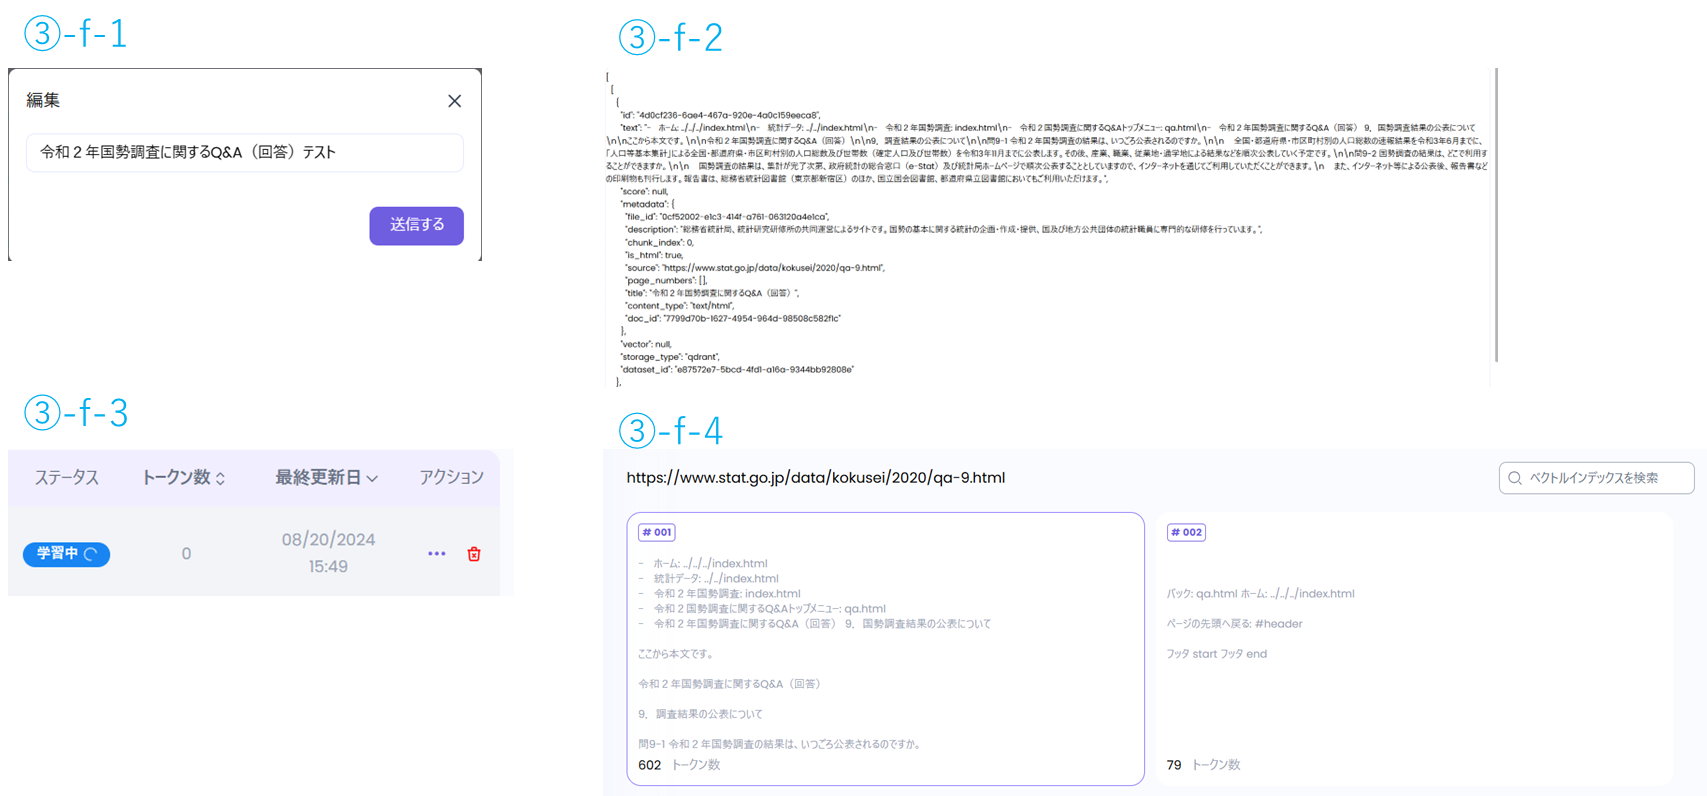 ③-f-1
編集
令和２年国勢調査に関するQ&A（回答）テスト
送信する
③-f-2
[
[
{
"id": "4d0cf236-6ae4-467a-920e-4a0c159eeca8",
"text": "-　ホーム: ../../../index.html\n-　統計データ: ../../index.html\n-　令和２年国勢調査: index.html\n-　令和２国勢調査に関するQ&Aトップメニュー: qa.html\n-　令和２年国勢調査に関するQ&A（回答） 9．国勢調査結果の公表について
\n\nここから本文です。\n\n令和２年国勢調査に関するQ&A（回答）\n\n9．調査結果の公表について\n\n問9-1 令和２年国勢調査の結果は、いつごろ公表されるのですか。\n\n　全国・都道府県・市区町村別の人口総数の速報結果を令和3年6月までに、
「人口等基本集計」による全国・都道府県・市区町村別の人口総数及び世帯数（確定人口及び世帯数）を令和3年11月までに公表します。その後、産業、職業、従業地・通学地による結果などを順次公表していく予定です。\n\n問9-2 国勢調査の結果は、どこで利用す
ることができますか。\n\n　国勢調査の結果は、集計が完了次第、政府統計の総合窓口（e-Stat）及び統計局ホームページで順次公表することとしていますので、インターネットを通じてご利用していただくことができます。\n　また、インターネット等による公表後、報告書など
の印刷物も刊行します。報告書は、総務省統計図書館（東京都新宿区）のほか、国立国会図書館、都道府県立図書館においてもご利用いただけます。",
"score": null,
"metadata": {
"file_id": "0cf52002-e1c3-414f-a761-063120a4e1ca",
"description": "総務省統計局、統計研究研修所の共同運営によるサイトです。国勢の基本に関する統計の企画・作成・提供、国及び地方公共団体の統計職員に専門的な研修を行っています。",
"chunk_index": 0,
"is_html": true,
"source": "https://www.stat.go.jp/data/kokusei/2020/qa-9.html",
"page_numbers": [],
"title": "令和２年国勢調査に関するQ&A（回答）",
"content_type": "text/html",
"doc_id": "7799d70b-1627-4954-964d-98508c582f1c"
},
"vector": null,
"storage_type": "qdrant",
"dataset_id": "e87572e7-5bcd-4fd1-a16a-9344bb92808e"
},
③-f-3
ステータス トークン数 最終更新日 アクション
学習中 0 08/20/2024
15:49
③-f-4
https://www.stat.go.jp/data/kokusei/2020/qa-9.html
ベクトルインデックスを検索
# 001
-　ホーム: ../../../index.html
-　統計データ: ../../index.html
-　令和２年国勢調査: index.html
-　令和２国勢調査に関するQ&Aトップメニュー: qa.html
-　令和２年国勢調査に関するQ&A（回答） 9．国勢調査結果の公表について
ここから本文です。
令和２年国勢調査に関するQ&A（回答）
9．調査結果の公表について
問9-1 令和２年国勢調査の結果は、いつごろ公表されるのですか。
602 トークン数
# 002
バック: qa.html ホーム: ../../../index.html
ページの先頭へ戻る: #header
フッタ start フッタ end
79 トークン数